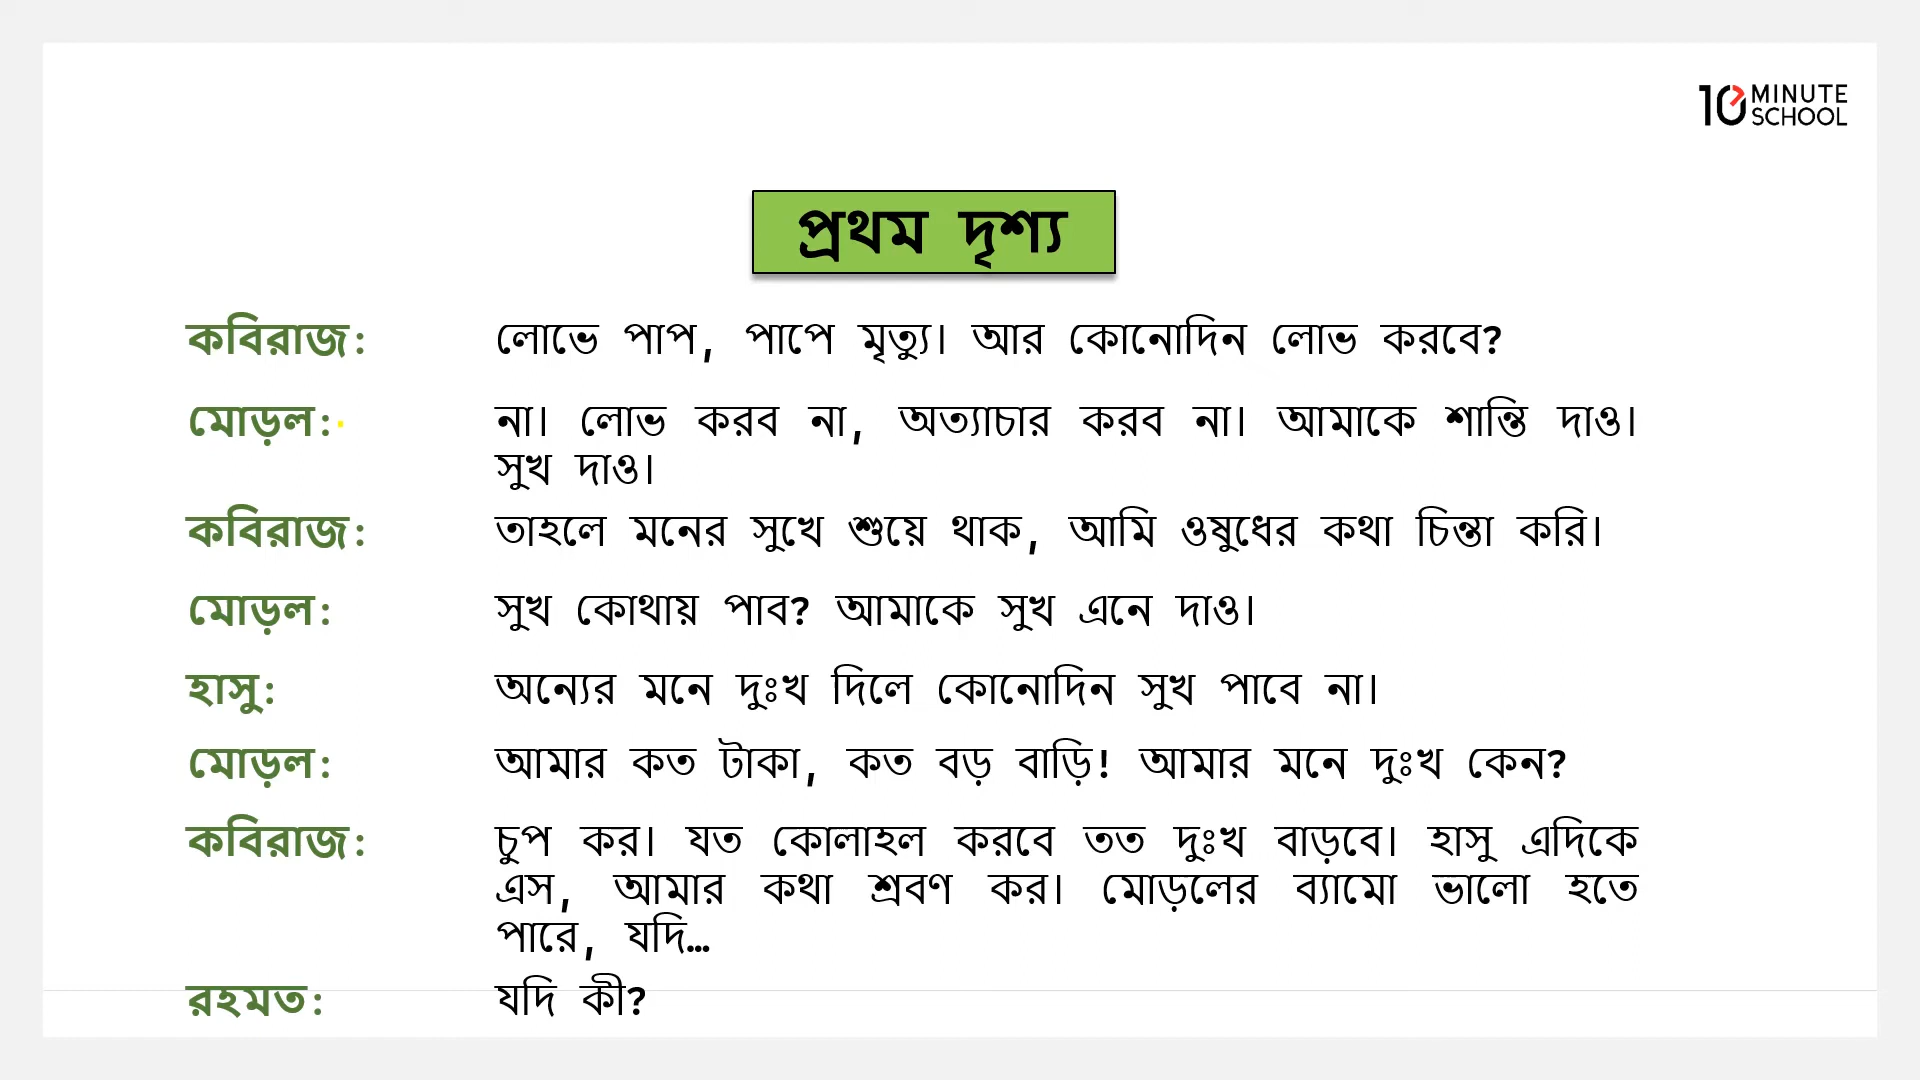 10 MINUTE
SCHOOL
প্রথম দৃশ্য
কবিরাজ: লোভে পাপ, পাপে মৃত্যু। আর কোনোদিন লোভ করবে?
মোড়ল: না। লোভ করব না, অত্যাচার করব না। আমাকে শান্তি দাও।
সুখ দাও।
কবিরাজ: তাহলে মনের সুখে শুয়ে থাক, আমি ওষুধের কথা চিন্তা করি।
মোড়ল: সুখ কোথায় পাব? আমাকে সুখ এনে দাও।
হাসু: অন্যের মনে দুঃখ দিলে কোনোদিন সুখ পাবে না।
মোড়ল: আমার কত টাকা, কত বড় বাড়ি! আমার মনে দুঃখ কেন?
কবিরাজ: চুপ কর। যত কোলাহল করবে তত দুঃখ বাড়বে। হাসু এদিকে
এস, আমার কথা শ্রবণ কর। মোড়লের ব্যামো ভালো হতে
পারে, যদি…
রহমত: যদি কী?